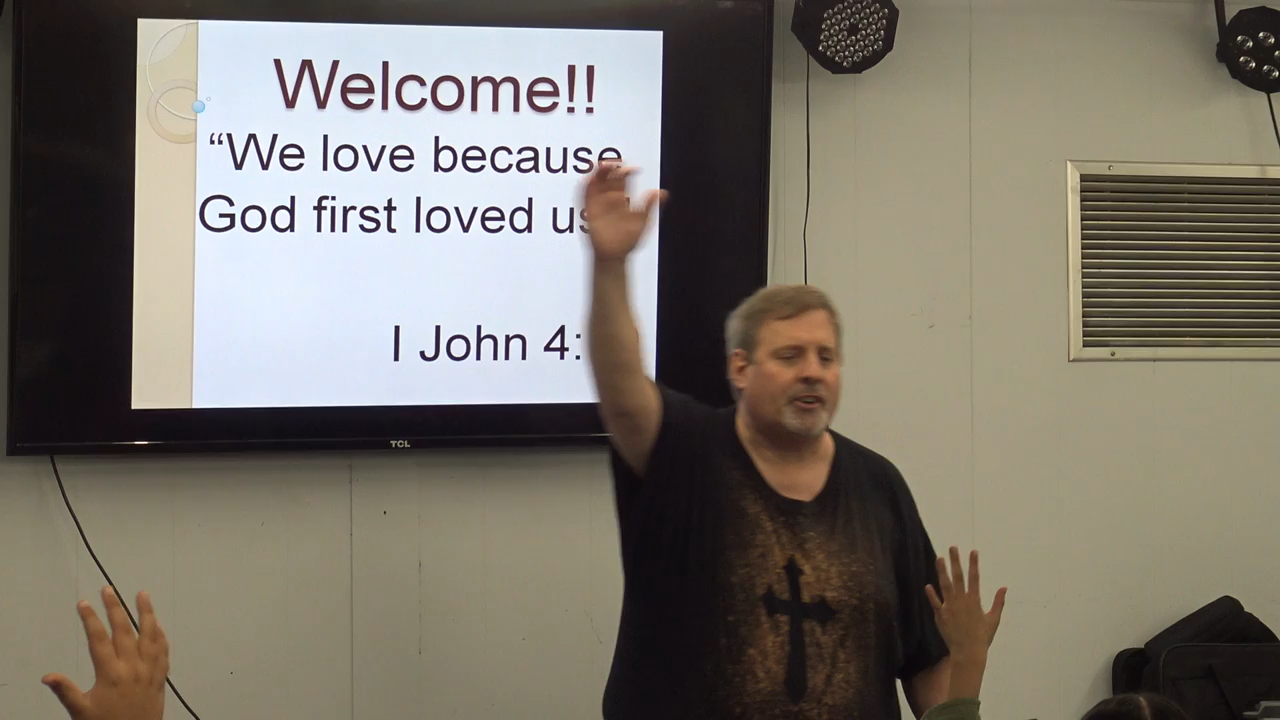 Welcome!!
“We love because
God first loved us
I John 4:
TCL